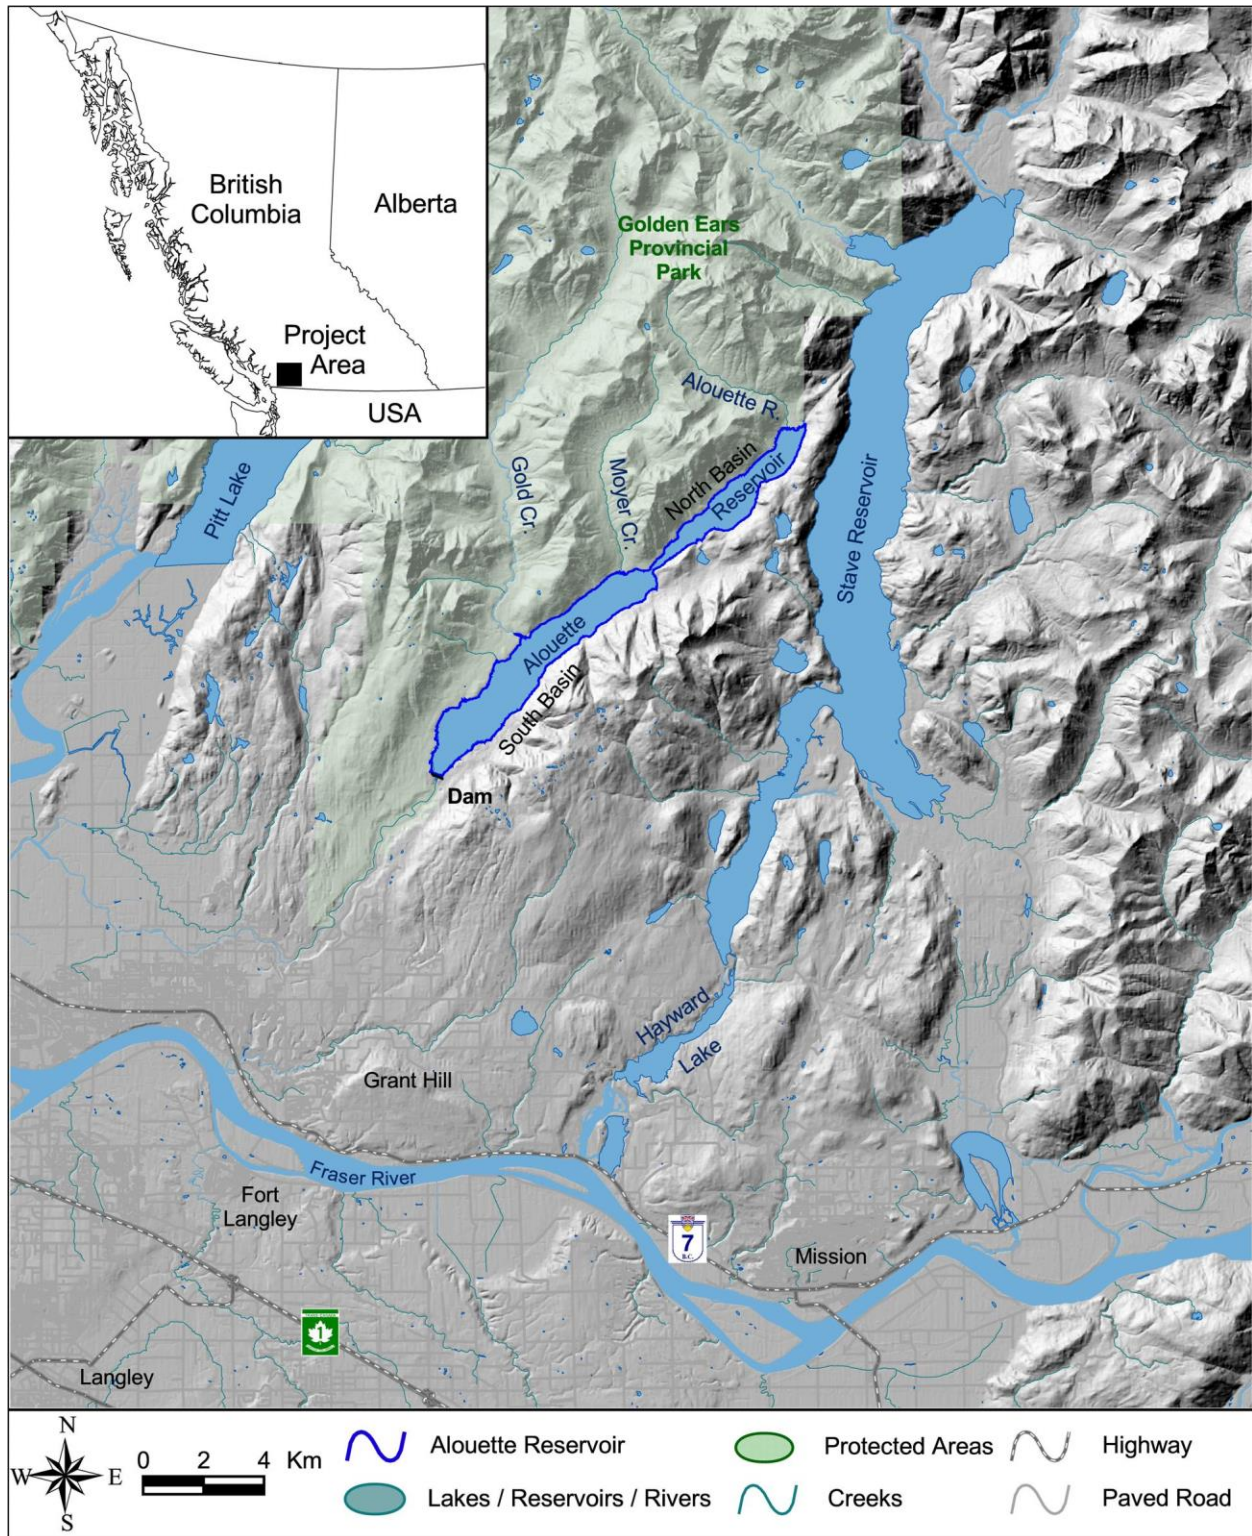 British
Columbia
Alberta
Project
Area
USA
Golden Ears
Provincial
Park
Alouette R.
North Basin
Reservoir
Gold Cr.
Moyer Cr.
Pitt Lake
Stave Reservoir
Alouette
South Basin
Dam
Hayward
Lake
Grant Hill
Fraser River
Fort
Langley
7
B.C.
Mission
1
Langley
N
W
E
S
0 2 4 Km
Alouette Reservoir
Protected Areas
Highway
Lakes / Reservoirs / Rivers
Creeks
Paved Road